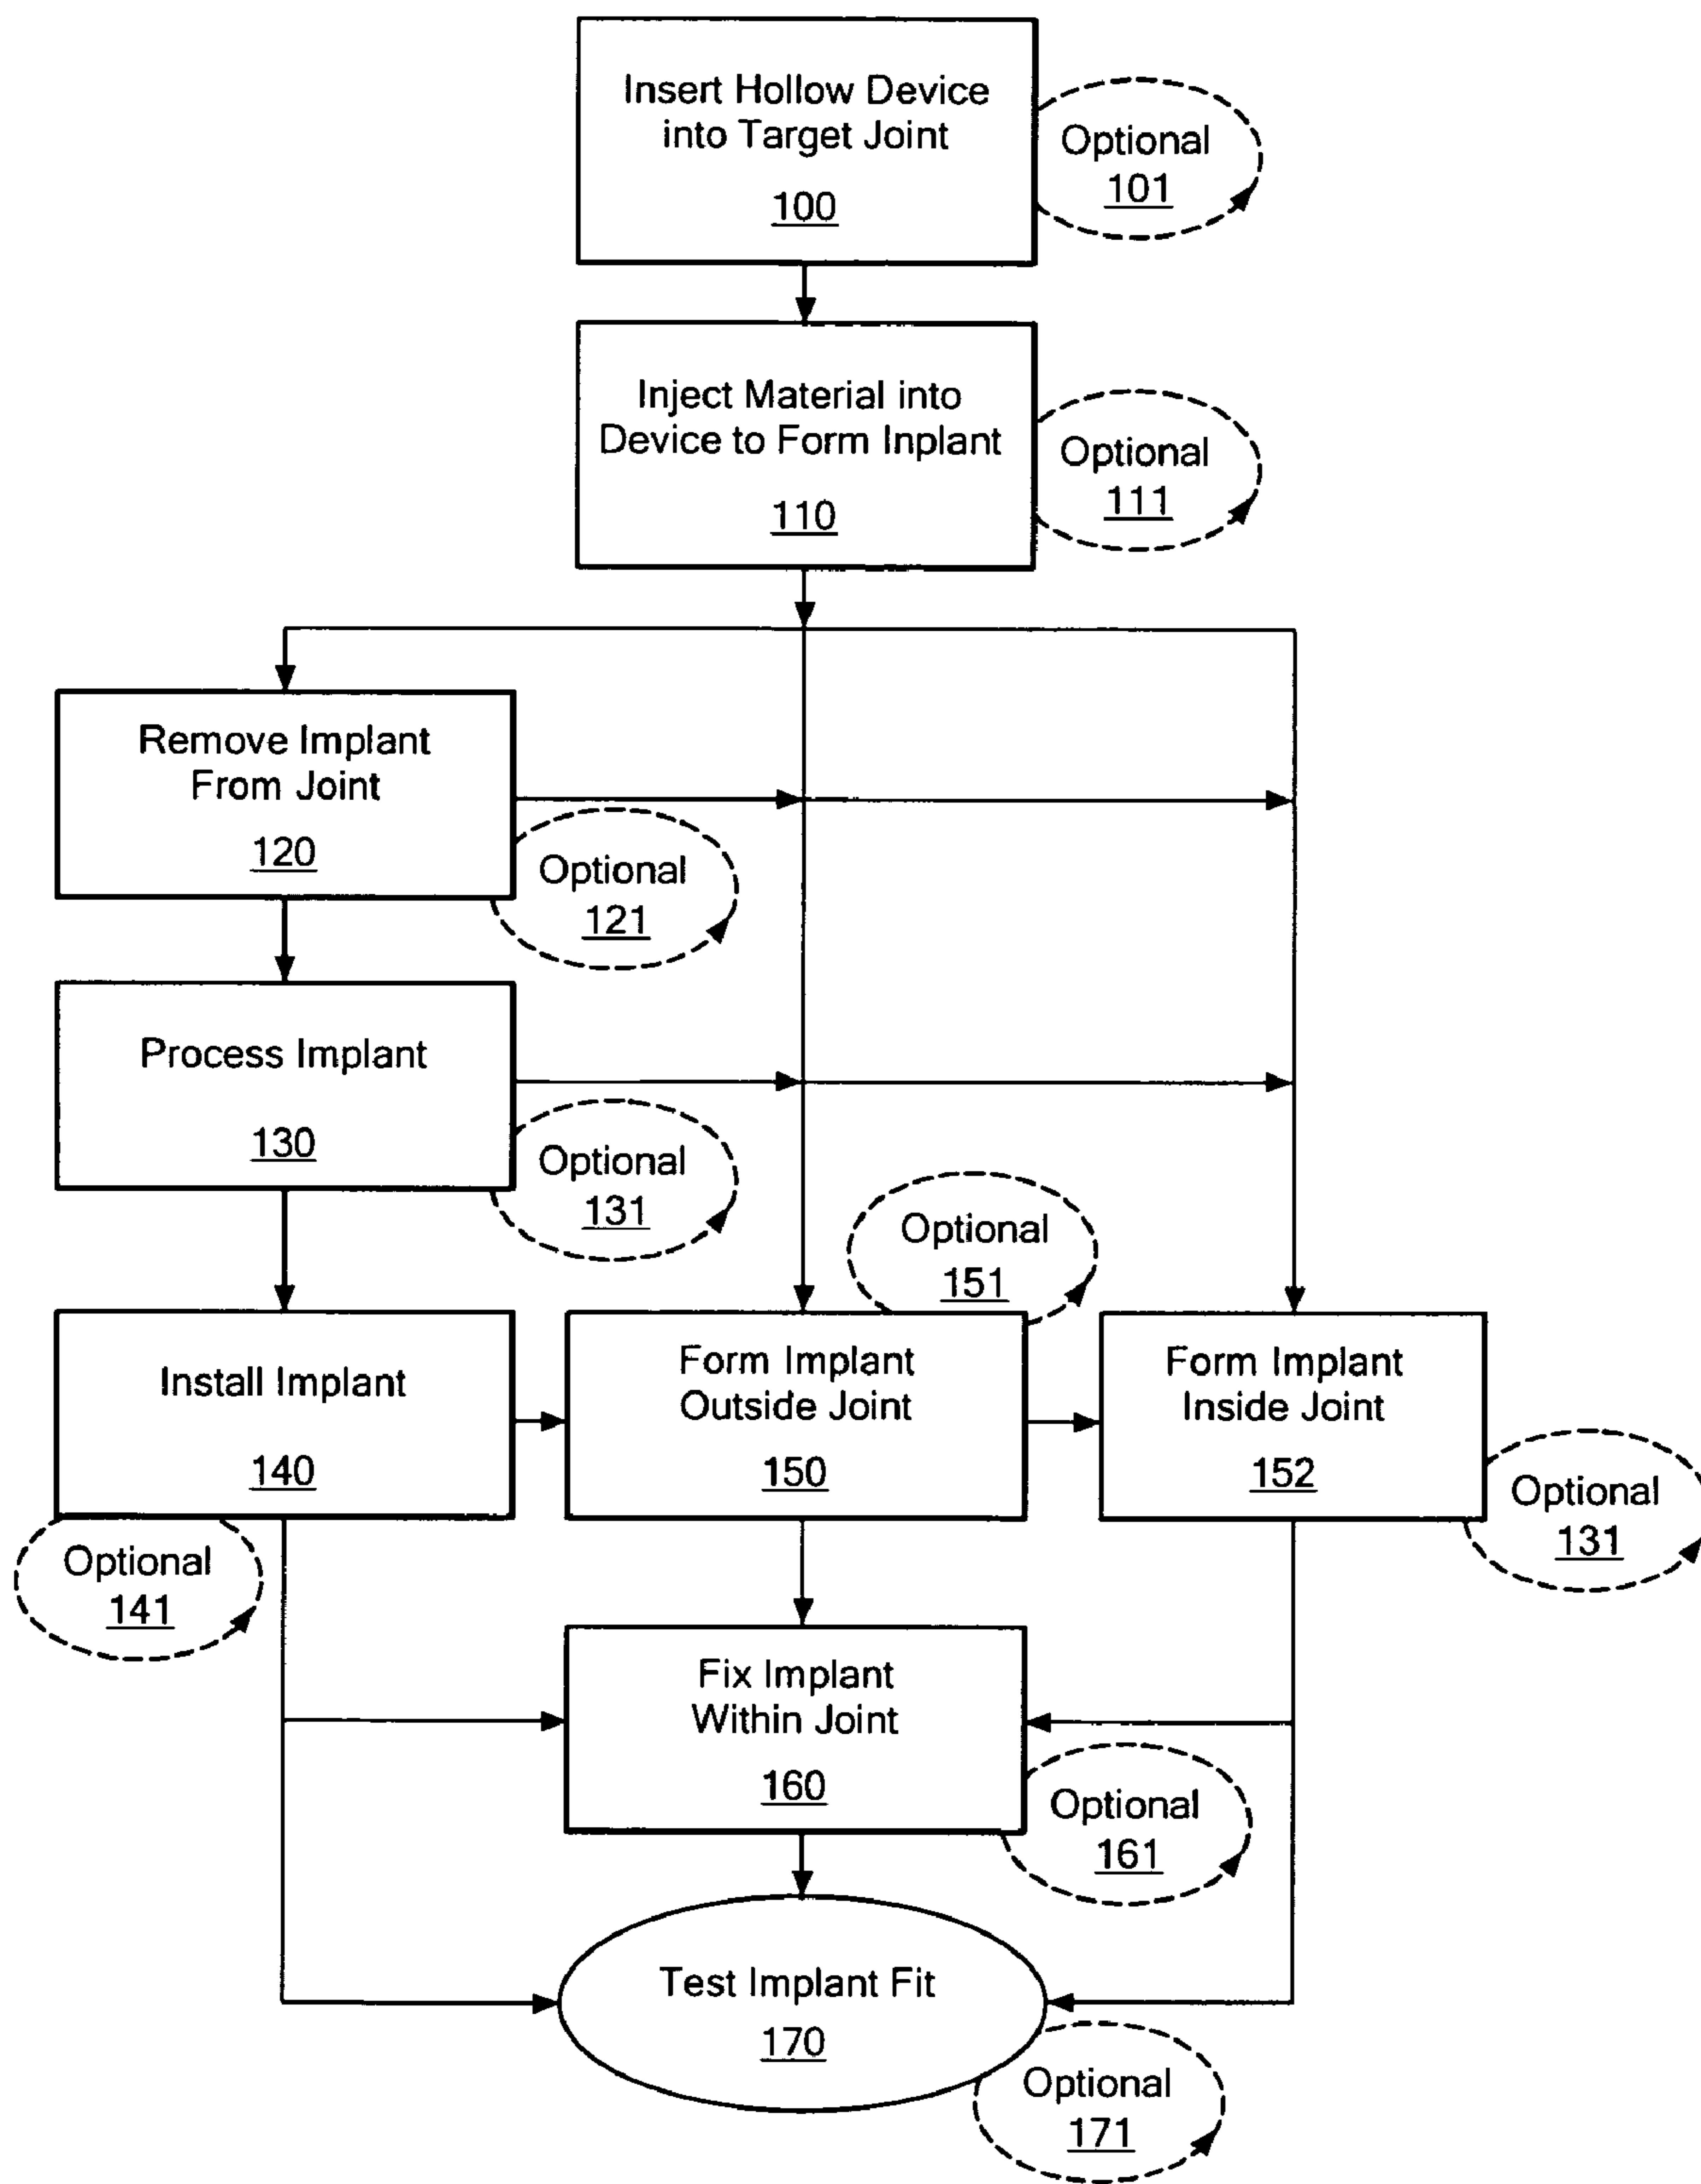 Insert Hollow Device
into Target Joint
100
Optional
101
Inject Material into
Device to Form Inplant
110
Optional
111
Remove Implant
From Joint
120
Optional
121
Process Implant
130
Optional
131
Install Implant
140
Optional
141
Optional
151
Form Implant
Outside Joint
150
Form Implant
Inside Joint
152
Optional
131
Fix Implant
Within Joint
160
Optional
161
Test Implant Fit
170
Optional
171